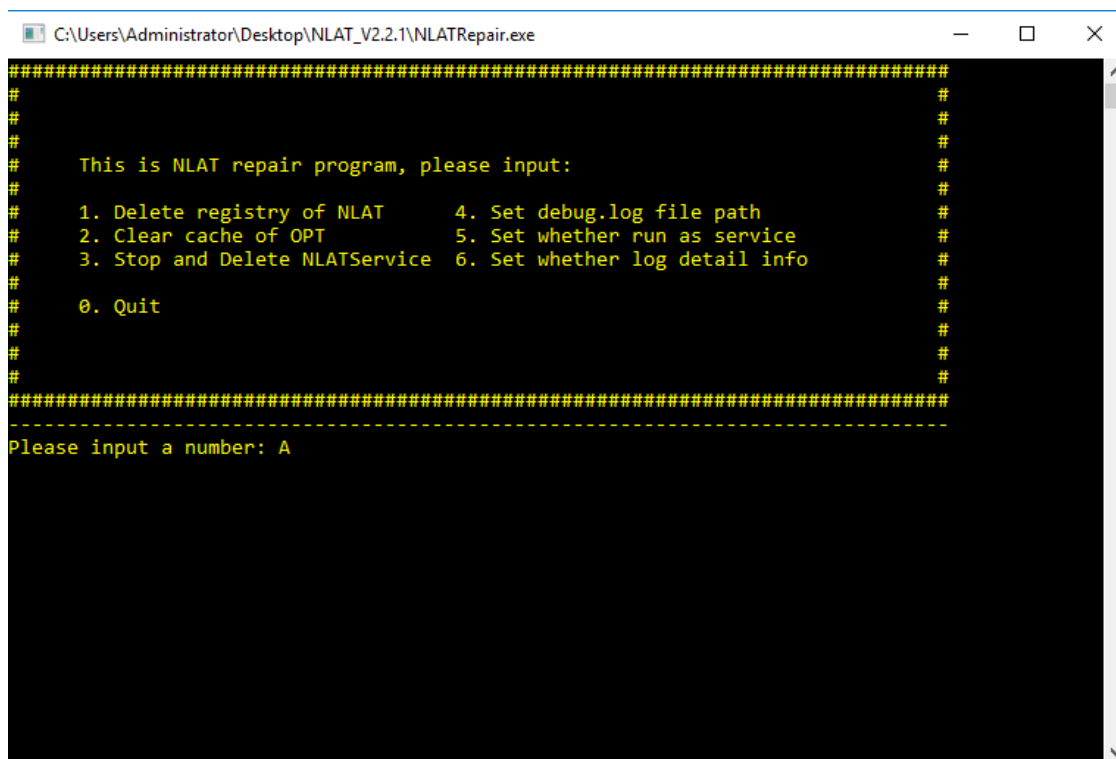 C:\Users\Administrator\Desktop\NLAT_V2.2.1\NLATRepair.exe
################################################################################
#                                                                              #
#                                                                              #
#                                                                              #
#     This is NLAT repair program, please input:                               #
#                                                                              #
#     1. Delete registry of NLAT      4. Set debug.log file path               #
#     2. Clear cache of OPT           5. Set whether run as service            #
#     3. Stop and Delete NLATService  6. Set whether log detail info           #
#                                                                              #
#     0. Quit                                                                  #
#                                                                              #
#                                                                              #
#                                                                              #
################################################################################
--------------------------------------------------------------------------------
Please input a number: A